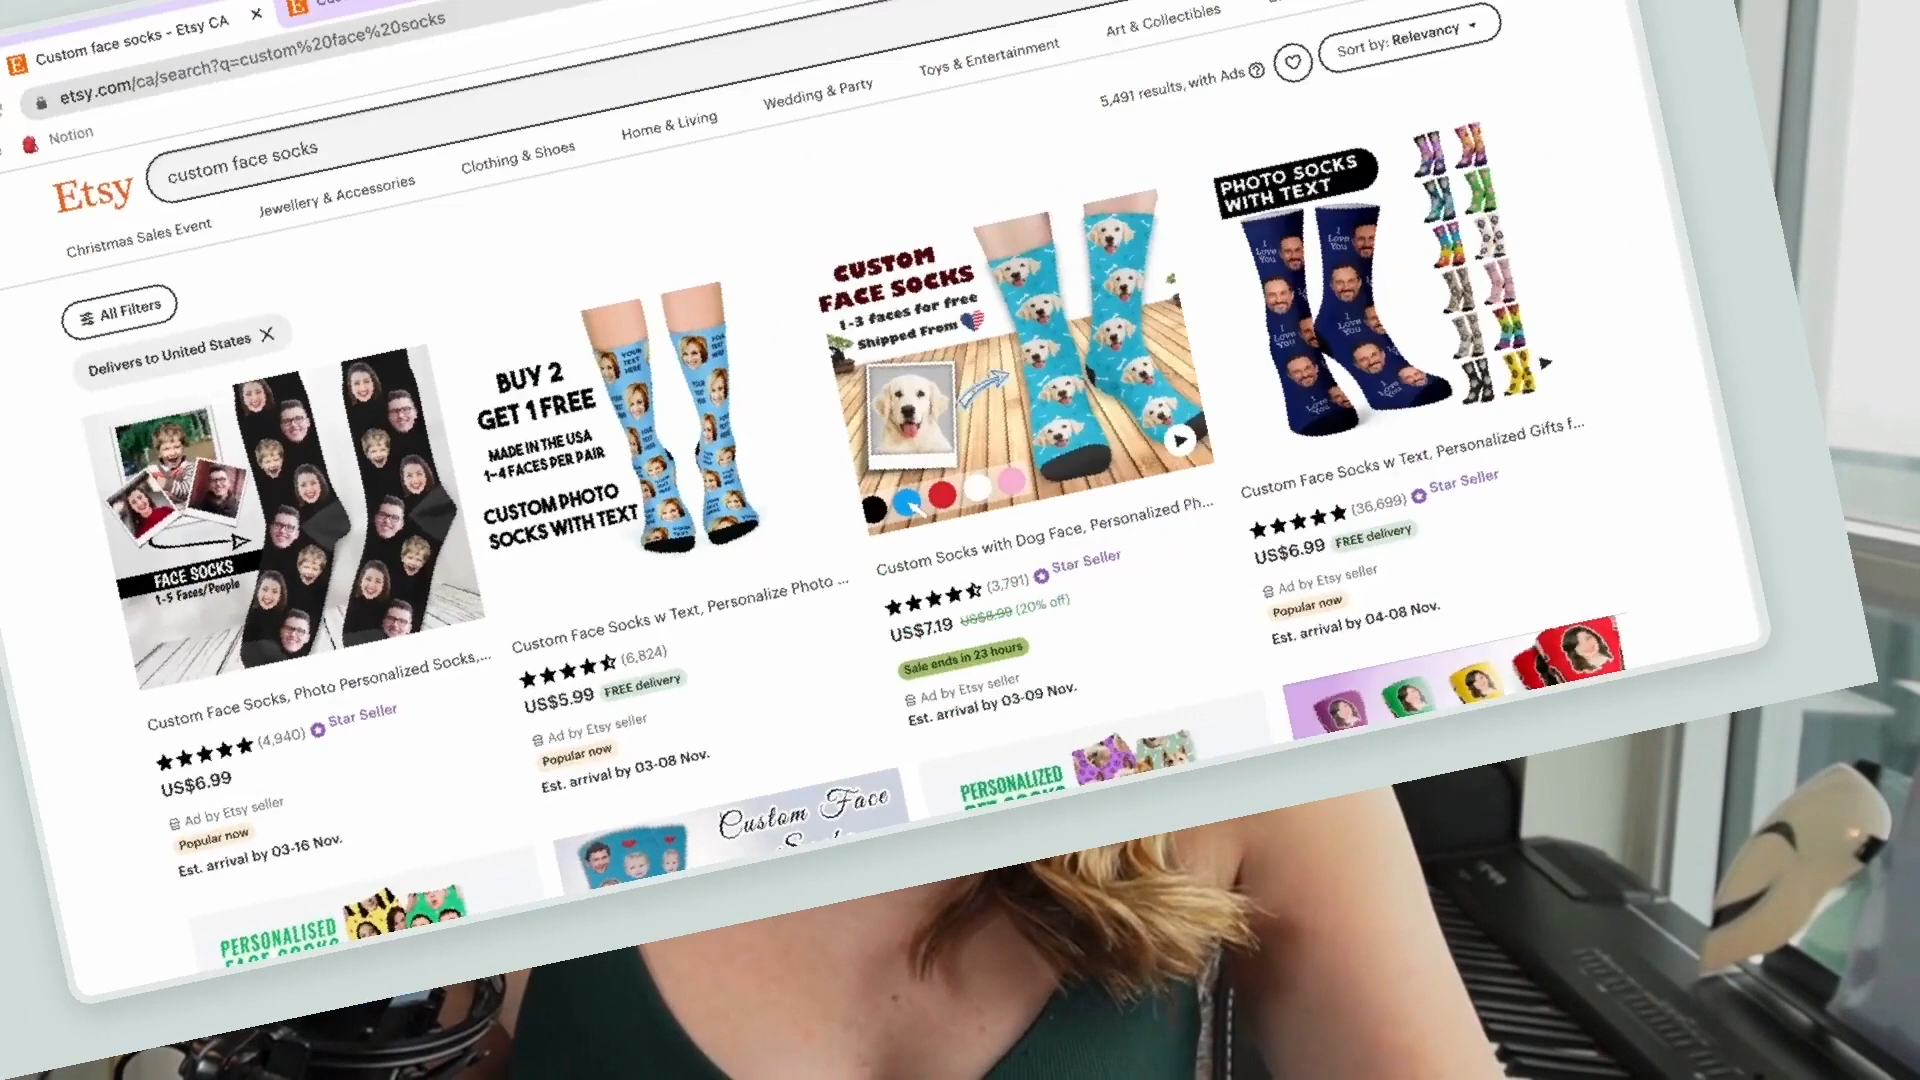 Custom face socks - Etsy CA
etsy.com/ca/search?q=custom%20face%20socks
Notion
Etsy
custom face socks
Christmas Sales Event
Jewellery & Accessories
Clothing & Shoes
Home & Living
Wedding & Party
Toys & Entertainment
Art & Collectibles
5,491 results, with Ads
Sort by: Relevancy
All Filters
Delivers to United States
FACE SOCKS
1-5 Faces/People
Custom Face Socks, Photo Personalized Socks,...
(4,940) Star Seller
US$6.99
Ad by Etsy seller
Popular now
Est. arrival by 03-16 Nov.
BUY 2
GET 1 FREE
MADE IN THE USA
1-4 FACES PER PAIR
CUSTOM PHOTO
SOCKS WITH TEXT
YOUR
TEXT
HERE
Custom Face Socks w Text, Personalize Photo ...
(6,824)
US$5.99 FREE delivery
Ad by Etsy seller
Popular now
Est. arrival by 03-08 Nov.
CUSTOM
FACE SOCKS
1-3 faces for free
Shipped From
Custom Socks with Dog Face, Personalized Ph...
(3,791) Star Seller
US$7.19 US$8.99 (20% off)
Sale ends in 23 hours
Ad by Etsy seller
Est. arrival by 03-09 Nov.
PHOTO SOCKS
WITH TEXT
I
Love
You
Custom Face Socks w Text, Personalized Gifts f...
(36,699) Star Seller
US$6.99 FREE delivery
Ad by Etsy seller
Popular now
Est. arrival by 04-08 Nov.
PERSONALISED
Custom Face
PERSONALIZED